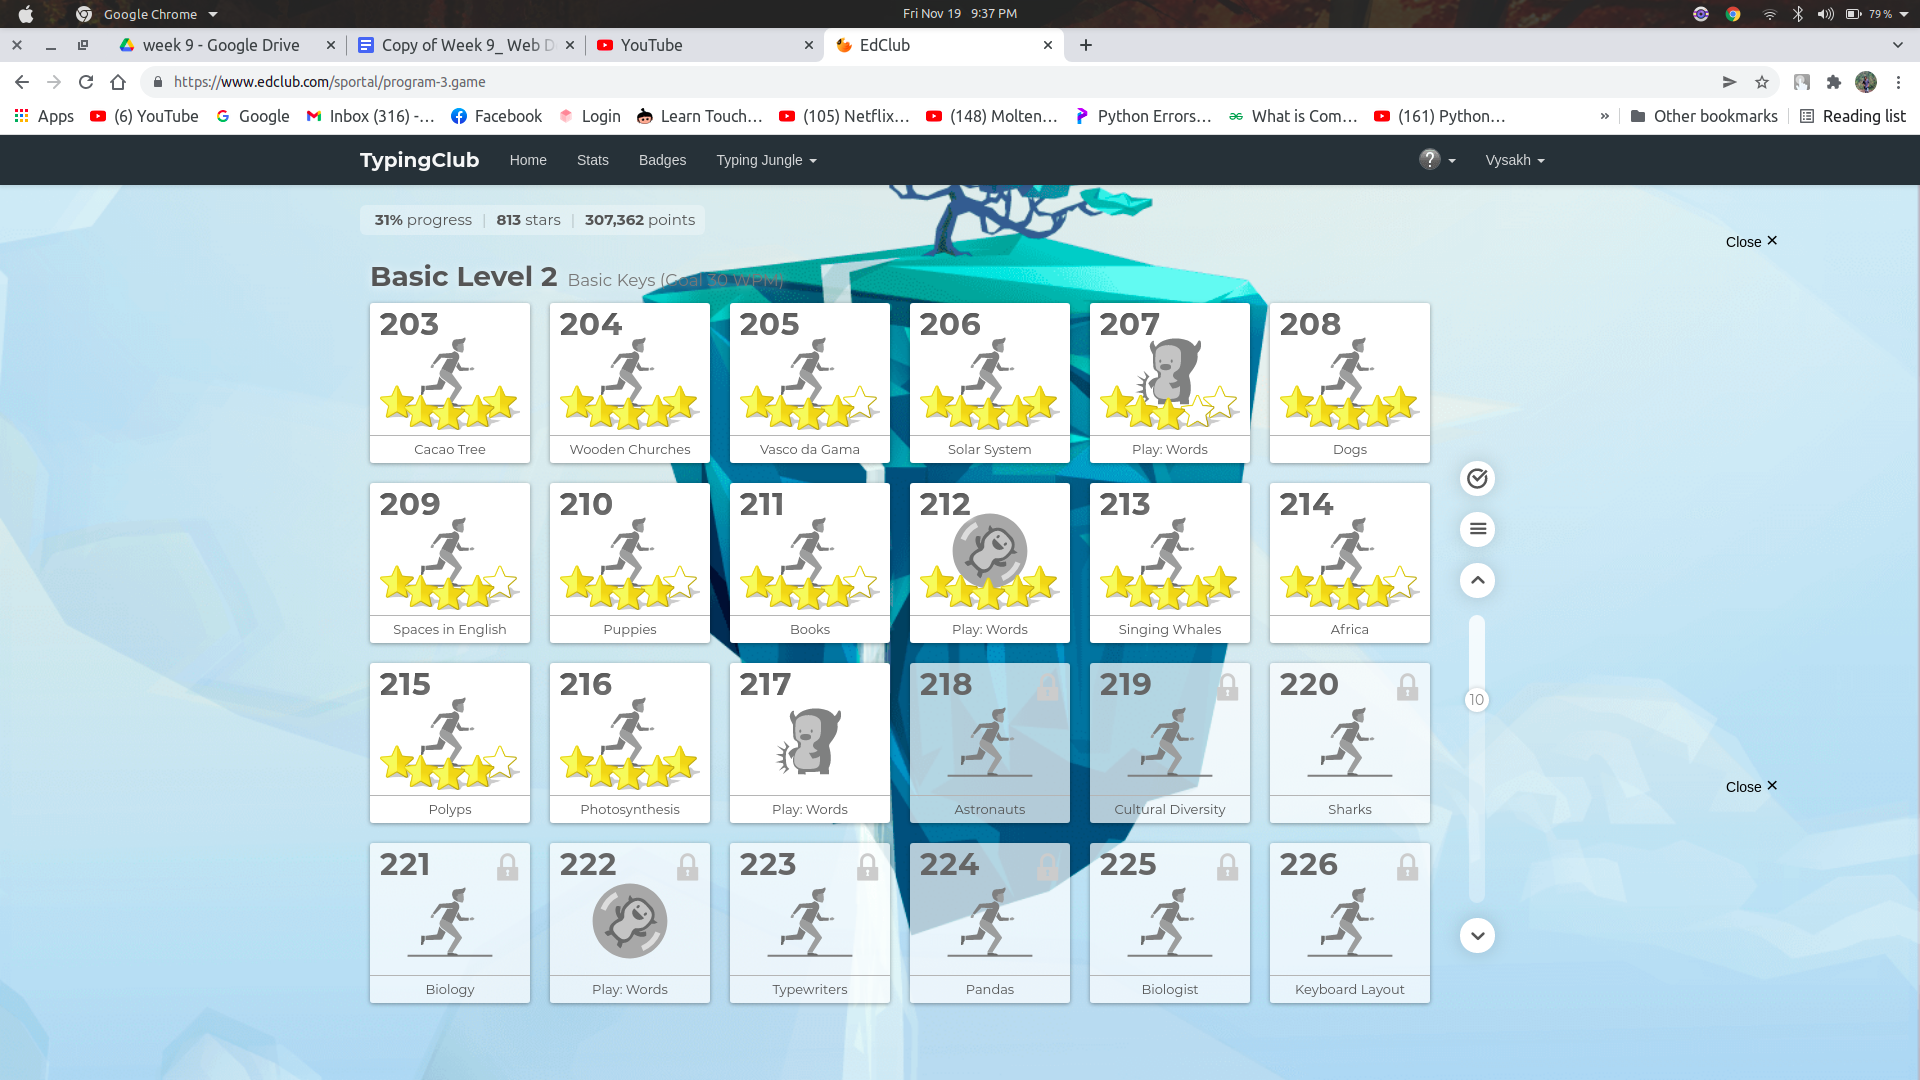 Google Chrome
Fri Nov 19 9:37 PM
79 %
week 9 - Google Drive
Copy of Week 9_ Web D
YouTube
EdClub
https://www.edclub.com/sportal/program-3.game
Apps
(6) YouTube
Google
Inbox (316) -...
Facebook
Login
Learn Touch...
(105) Netflix...
(148) Molten...
Python Errors...
What is Com...
(161) Python...
»
Other bookmarks
Reading list
TypingClub
Home
Stats
Badges
Typing Jungle
?
Vysakh
31% progress | 813 stars | 307,362 points
Close ×
Basic Level 2 Basic Keys (Goal 30 WPM)
203
204
205
206
207
208
Cacao Tree
Wooden Churches
Vasco da Gama
Solar System
Play: Words
Dogs
209
210
211
212
213
214
Spaces in English
Puppies
Books
Play: Words
Singing Whales
Africa
215
216
217
218
219
220
10
Polyps
Photosynthesis
Play: Words
Astronauts
Cultural Diversity
Sharks
Close ×
221
222
223
224
225
226
Biology
Play: Words
Typewriters
Pandas
Biologist
Keyboard Layout